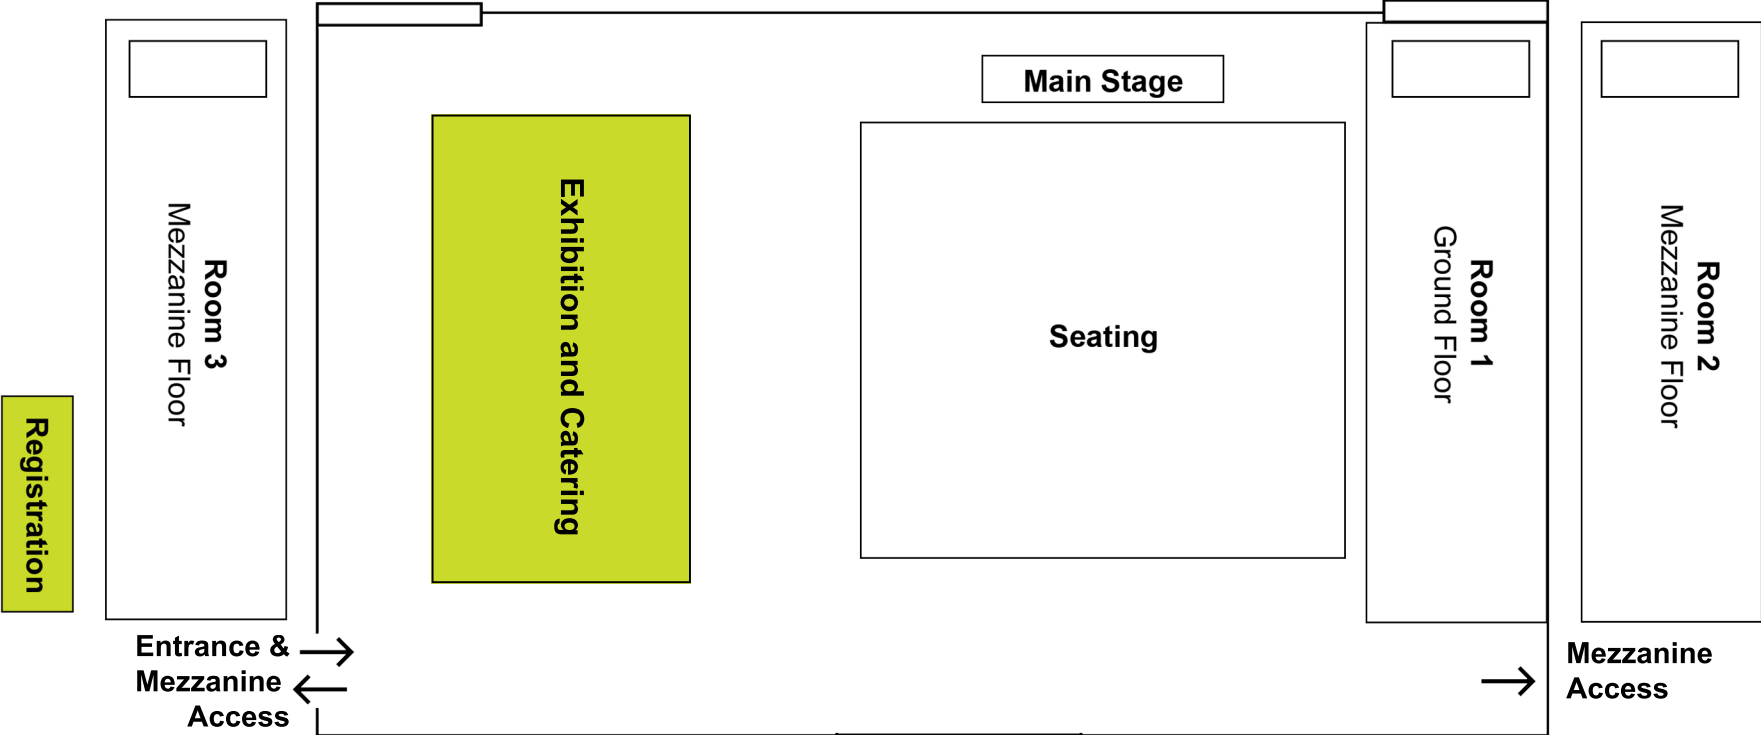 Main Stage
Exhibition and Catering
Seating
Room 3
Mezzanine Floor
Room 1
Ground Floor
Room 2
Mezzanine Floor
Registration
Entrance &
Mezzanine
Access
Mezzanine
Access